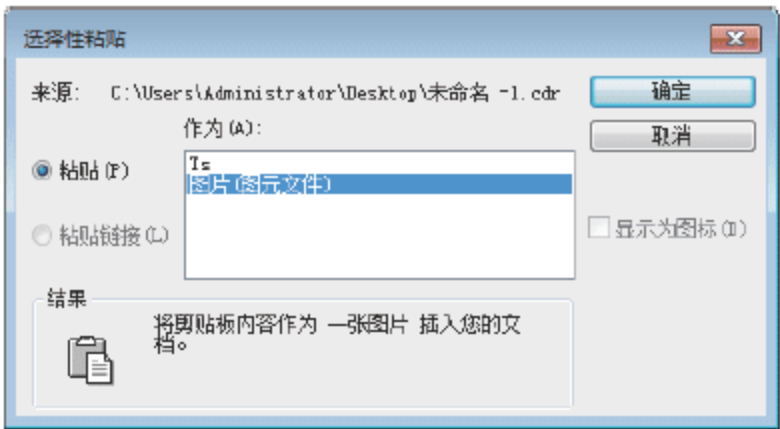 选择性粘贴
来源: C:\Users\Administrator\Desktop\未命名 -1.cdr
确定
作为(A):
取消
粘贴(P)
Ts
图片(图元文件)
粘贴链接(L)
显示为图标(D)
结果
将剪贴板内容作为 一张图片 插入您的文
档。